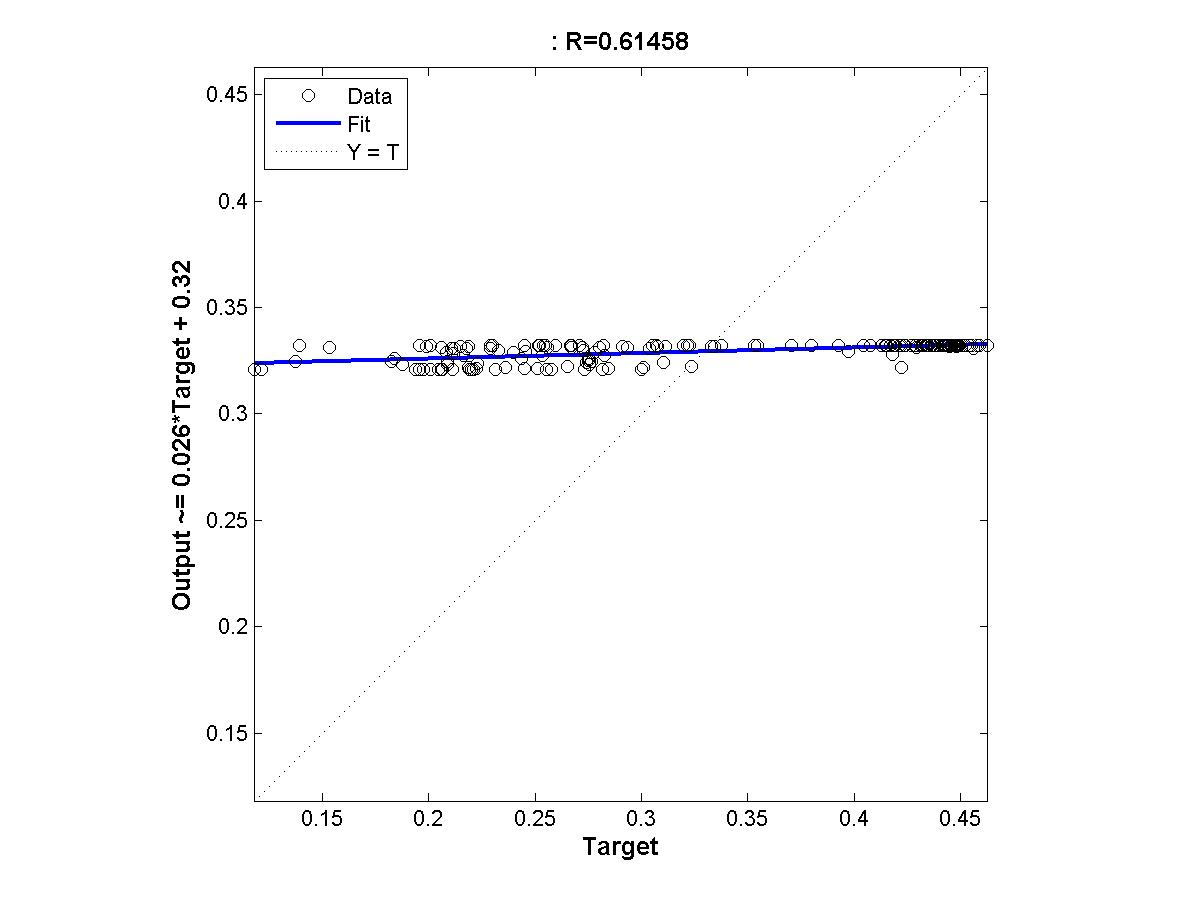 : R=0.61458
Data
Fit
Y = T
0.45
0.4
0.35
0.3
0.25
0.2
0.15
Output ~= 0.026*Target + 0.32
0.15 0.2 0.25 0.3 0.35 0.4 0.45
Target